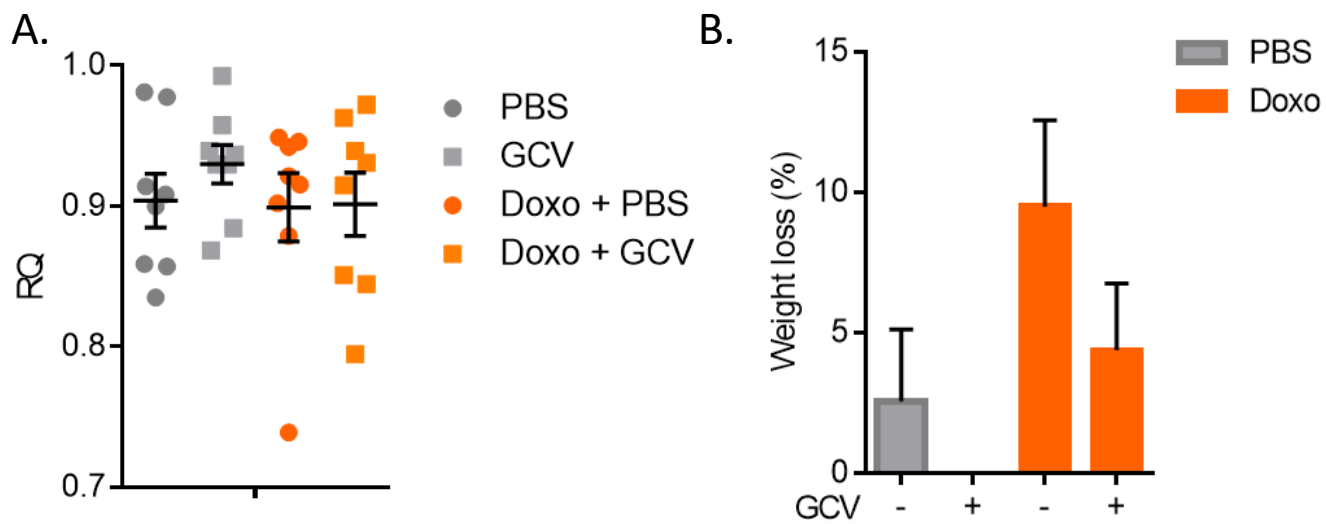 A.
1.0
0.9
0.8
0.7
RQ
PBS
GCV
Doxo + PBS
Doxo + GCV
B.
15
10
5
0
Weight loss (%)
GCV - + - +
PBS
Doxo